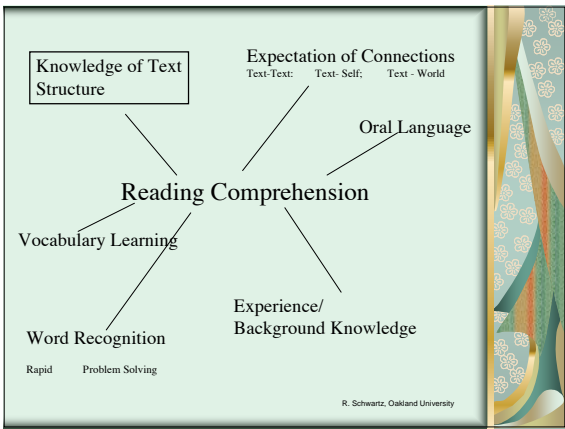 Knowledge of Text
Structure
Expectation of Connections
Text-Text: Text- Self; Text - World
Oral Language
Reading Comprehension
Vocabulary Learning
Experience/
Background Knowledge
Word Recognition
Rapid Problem Solving
R. Schwartz, Oakland University